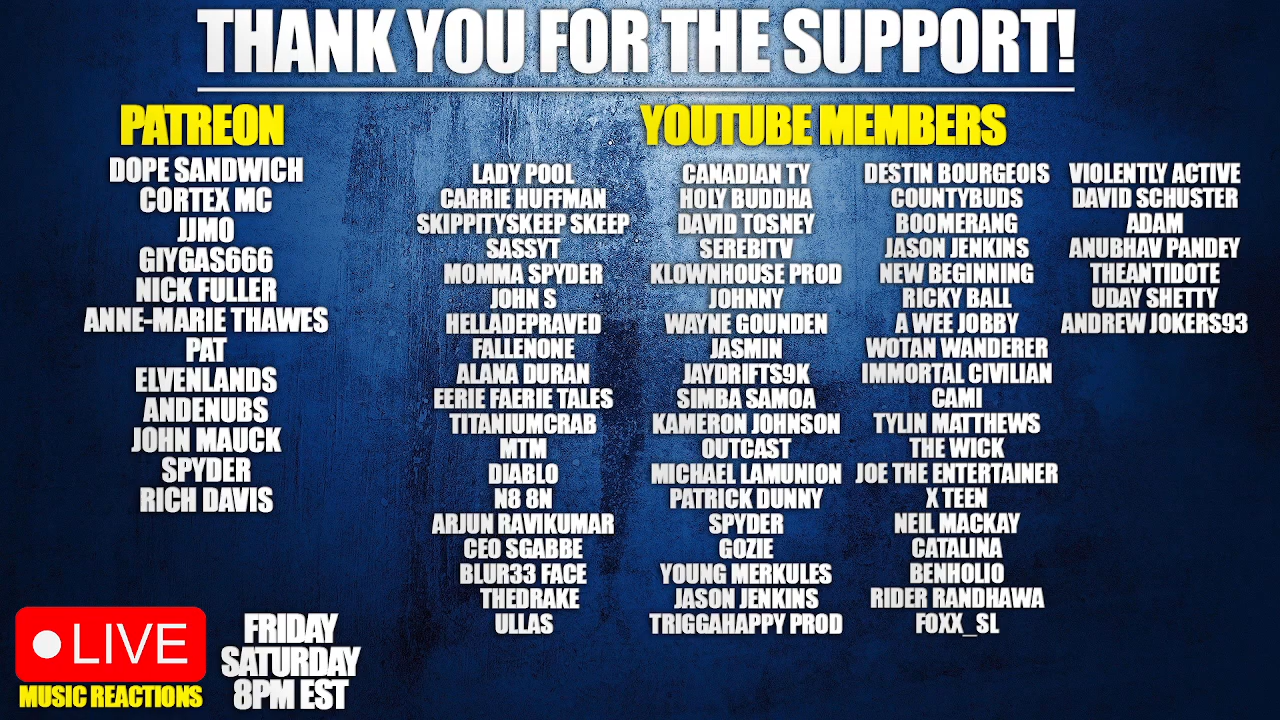 THANK YOU FOR THE SUPPORT!
PATREON
DOPE SANDWICH
CORTEX MC
JJMO
GIYGAS666
NICK FULLER
ANNE-MARIE THAWES
PAT
ELVENLANDS
ANDENUBS
JOHN MAUCK
SPYDER
RICH DAVIS
YOUTUBE MEMBERS
LADY POOL
CARRIE HUFFMAN
SKIPPITYSKEEP SKEEP
SASSYT
MOMMA SPYDER
JOHN S
HELLADEPRAVED
FALLENONE
ALANA DURAN
EERIE FAERIE TALES
TITANIUMCRAB
MTM
DIABLO
N8 8N
ARJUN RAVIKUMAR
CEO SGABBE
BLUR33 FACE
THEDRAKE
ULLAS
CANADIAN TY
HOLY BUDDHA
DAVID TOSNEY
SEREBITV
KLOWNHOUSE PROD
JOHNNY
WAYNE GOUNDEN
JASMIN
JAYDRIFTS9K
SIMBA SAMOA
KAMERON JOHNSON
OUTCAST
MICHAEL LAMUNION
PATRICK DUNNY
SPYDER
GOZIE
YOUNG MERKULES
JASON JENKINS
TRIGGAHAPPY PROD
DESTIN BOURGEOIS
COUNTYBUDS
BOOMERANG
JASON JENKINS
NEW BEGINNING
RICKY BALL
A WEE JOBBY
WOTAN WANDERER
IMMORTAL CIVILIAN
CAMI
TYLIN MATTHEWS
THE WICK
JOE THE ENTERTAINER
X TEEN
NEIL MACKAY
CATALINA
BENHOLIO
RIDER RANDHAWA
FOXX_SL
VIOLENTLY ACTIVE
DAVID SCHUSTER
ADAM
ANUBHAV PANDEY
THEANTIDOTE
UDAY SHETTY
ANDREW JOKERS93
LIVE
MUSIC REACTIONS
FRIDAY
SATURDAY
8PM EST